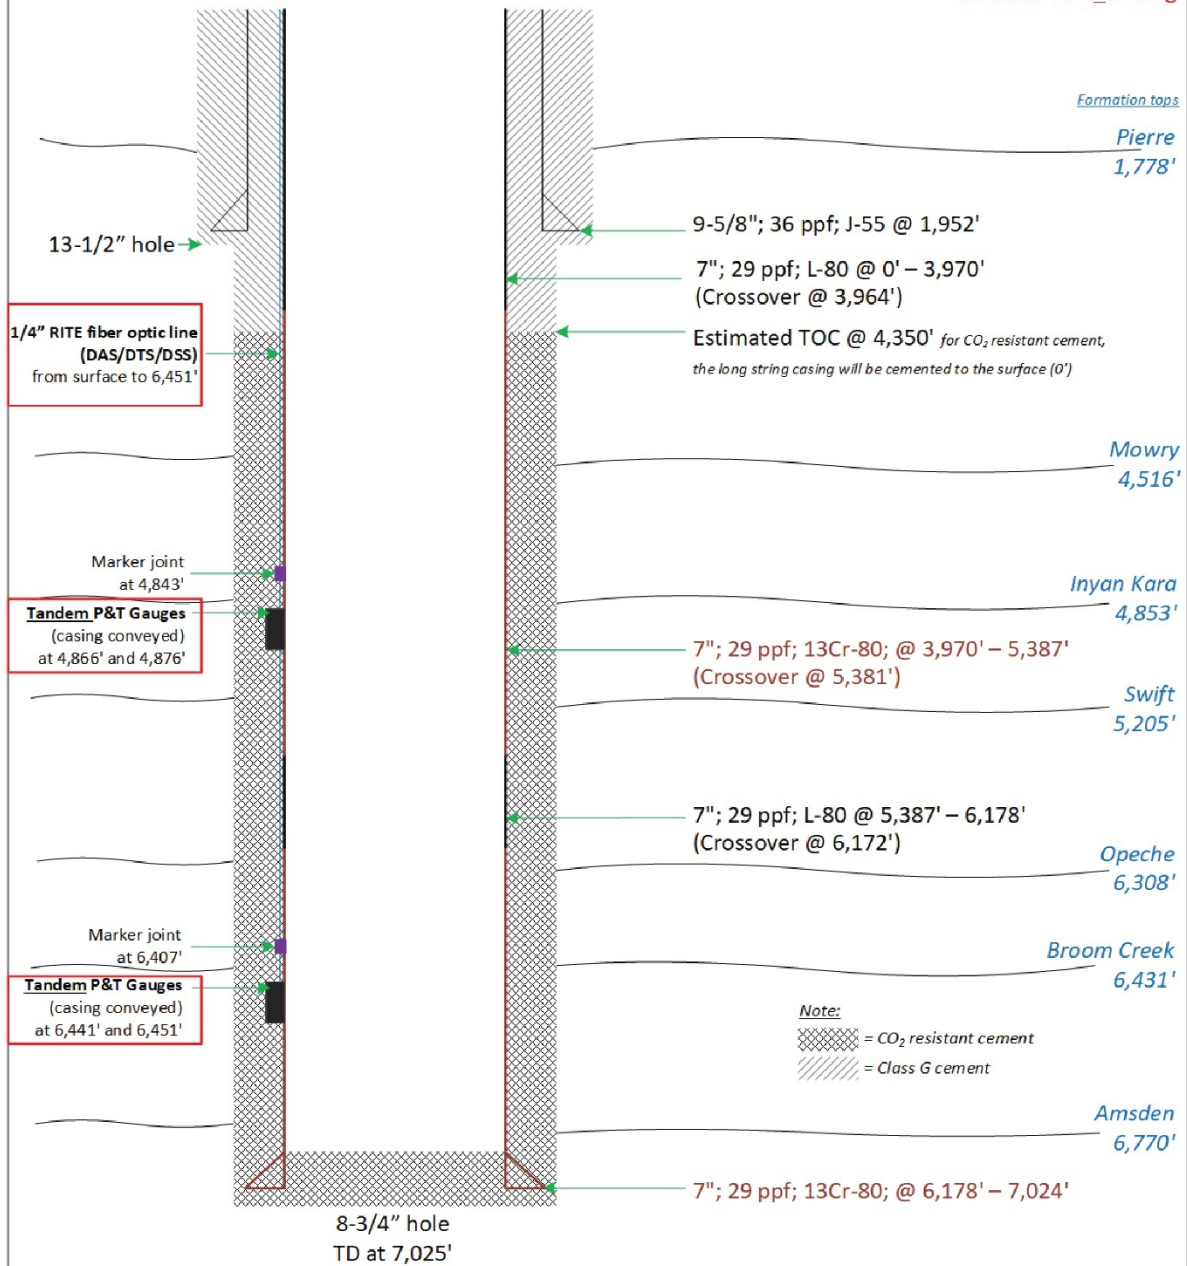 Formation tops
Pierre
1,778'
9-5/8"; 36 ppf; J-55 @ 1,952'
13-1/2” hole
7"; 29 ppf; L-80 @ 0' – 3,970'
(Crossover @ 3,964')
1/4” RITE fiber optic line
(DAS/DTS/DSS)
from surface to 6,451'
Estimated TOC @ 4,350' for CO₂ resistant cement,
the long string casing will be cemented to the surface (0')
Mowry
4,516'
Marker joint
at 4,843'
Inyan Kara
4,853'
Tandem P&T Gauges
(casing conveyed)
at 4,866' and 4,876'
7"; 29 ppf; 13Cr-80; @ 3,970' – 5,387'
(Crossover @ 5,381')
Swift
5,205'
7"; 29 ppf; L-80 @ 5,387' – 6,178'
(Crossover @ 6,172')
Opeche
6,308'
Marker joint
at 6,407'
Broom Creek
6,431'
Tandem P&T Gauges
(casing conveyed)
at 6,441' and 6,451'
Note:
= CO₂ resistant cement
= Class G cement
Amsden
6,770'
7"; 29 ppf; 13Cr-80; @ 6,178' – 7,024'
8-3/4” hole
TD at 7,025'